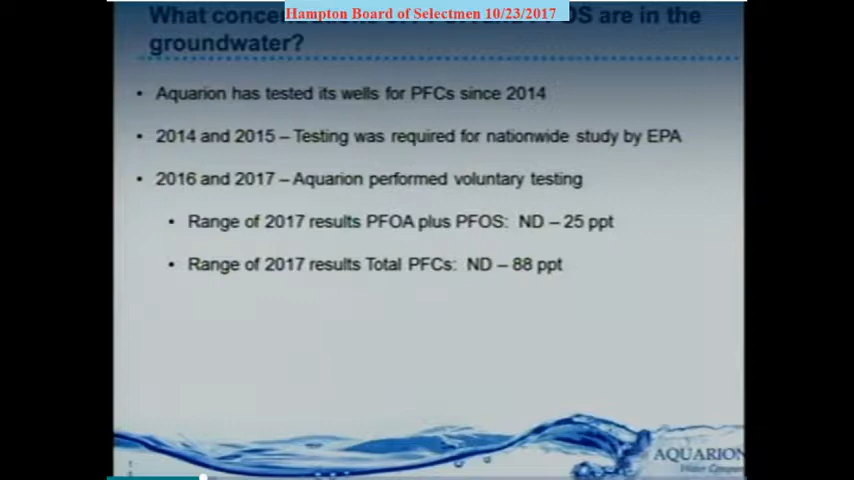 Hampton Board of Selectmen 10/23/2017
What are in the
groundwater?
• Aquarion has tested its wells for PFCs since 2014
• 2014 and 2015 – Testing was required for nationwide study by EPA
• 2016 and 2017 – Aquarion performed voluntary testing
• Range of 2017 results PFOA plus PFOS: ND – 25 ppt
• Range of 2017 results Total PFCs: ND – 88 ppt
AQUARION
Water